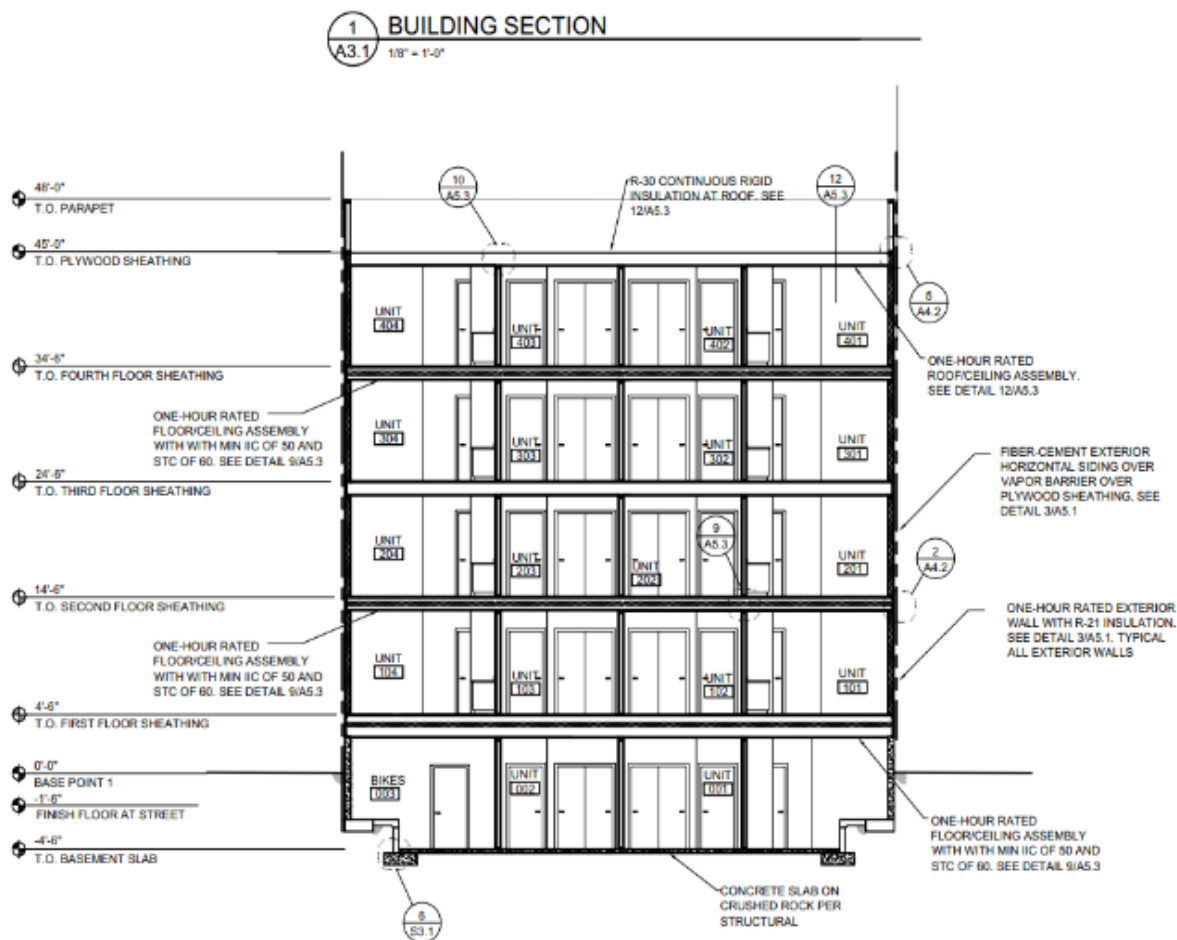 1
A3.1
BUILDING SECTION
1/8" = 1'-0"
48'-0"
T.O. PARAPET
10
A5.3
R-30 CONTINUOUS RIGID
INSULATION AT ROOF. SEE
12/A5.3
12
A5.3
45'-0"
T.O. PLYWOOD SHEATHING
A4.2
UNIT
404
UNIT
403
UNIT
402
UNIT
401
34'-6"
T.O. FOURTH FLOOR SHEATHING
ONE-HOUR RATED
ROOF/CEILING ASSEMBLY.
SEE DETAIL 12/A5.3
ONE-HOUR RATED
FLOOR/CEILING ASSEMBLY
WITH WITH MIN IIC OF 50 AND
STC OF 60. SEE DETAIL 9/A5.3
UNIT
304
UNIT
303
UNIT
302
UNIT
301
24'-6"
T.O. THIRD FLOOR SHEATHING
FIBER-CEMENT EXTERIOR
HORIZONTAL SIDING OVER
VAPOR BARRIER OVER
PLYWOOD SHEATHING. SEE
DETAIL 3/A5.1
UNIT
204
UNIT
203
UNIT
202
9
A5.3
UNIT
201
2
A4.2
14'-6"
T.O. SECOND FLOOR SHEATHING
ONE-HOUR RATED
FLOOR/CEILING ASSEMBLY
WITH WITH MIN IIC OF 50 AND
STC OF 60. SEE DETAIL 9/A5.3
UNIT
104
UNIT
103
UNIT
102
UNIT
101
ONE-HOUR RATED EXTERIOR
WALL WITH R-21 INSULATION.
SEE DETAIL 3/A5.1. TYPICAL
ALL EXTERIOR WALLS
4'-6"
T.O. FIRST FLOOR SHEATHING
0'-0"
BASE POINT 1
-1'-6"
FINISH FLOOR AT STREET
BIKES
003
UNIT
002
UNIT
001
-4'-6"
T.O. BASEMENT SLAB
ONE-HOUR RATED
FLOOR/CEILING ASSEMBLY
WITH WITH MIN IIC OF 50 AND
STC OF 60. SEE DETAIL 9/A5.3
6
S3.1
CONCRETE SLAB ON
CRUSHED ROCK PER
STRUCTURAL